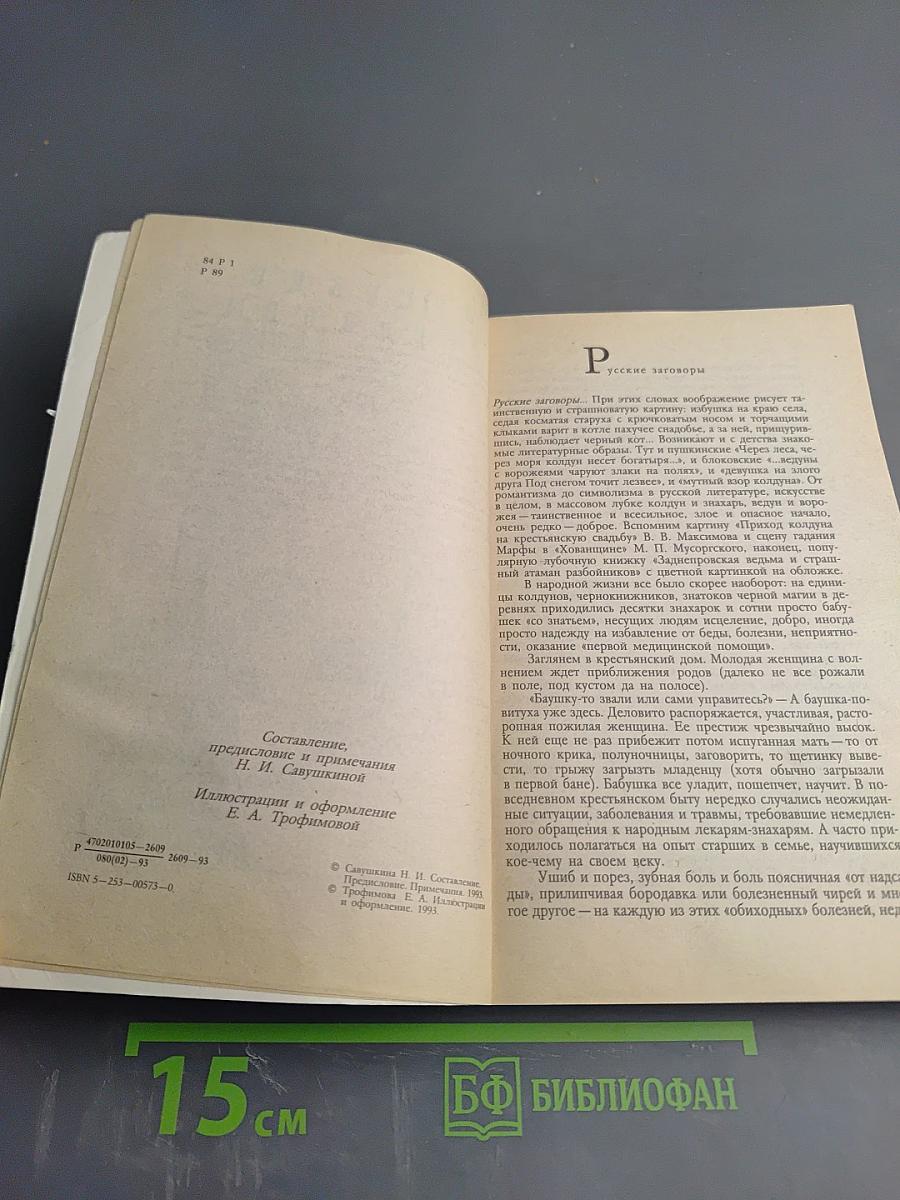 84 Р 1
Р 89
Составление,
предисловие и примечания
Н. И. Савушкиной
Иллюстрации и оформление
Е. А. Трофимовой
Р 4702010105—2609
080(02)—93 2609—93
ISBN 5—253—00573—0.
© Савушкина Н. И. Составление.
Предисловие. Примечания. 1993.
© Трофимова Е. А. Иллюстрации
и оформление. 1993.
Русские заговоры
Русские заговоры... При этих словах воображение рисует та-
инственную и страшноватую картину: избушка на краю села,
седая косматая старуха с крючковатым носом и торчащими
клыками варит в котле пахучее снадобье, а за ней, прищурив-
шись, наблюдает черный кот... Возникают и с детства знако-
мые литературные образы. Тут и пушкинские «Через леса, че-
рез моря колдун несет богатыря...», и блоковские «...ведуны
с ворожеями чаруют злаки на полях», и «девушка на злого
друга Под снегом точит лезвее», и «мутный взор колдуна». От
романтизма до символизма в русской литературе, искусстве
в целом, в массовом лубке колдун и знахарь, ведун и воро-
жея — таинственное и всесильное, злое и опасное начало,
очень редко — доброе. Вспомним картину «Приход колдуна
на крестьянскую свадьбу» В. В. Максимова и сцену гадания
Марфы в «Хованщине» М. П. Мусоргского, наконец, попу-
лярную лубочную книжку «Заднепровская ведьма и страш-
ный атаман разбойников» с цветной картинкой на обложке.
В народной жизни все было скорее наоборот: на едини-
цы колдунов, чернокнижников, знатоков черной магии в де-
ревнях приходились десятки знахарок и сотни просто бабу-
шек «со знатьем», несущих людям исцеление, добро, иногда
просто надежду на избавление от беды, болезни, неприятно-
сти, оказание «первой медицинской помощи».
Заглянем в крестьянский дом. Молодая женщина с вол-
нением ждет приближения родов (далеко не все рожали
в поле, под кустом да на полосе).
«Баушку-то звали или сами управитесь?» — А баушка-по-
витуха уже здесь. Деловито распоряжается, участливая, расто-
ропная пожилая женщина. Ее престиж чрезвычайно высок.
К ней еще не раз прибежит потом испуганная мать — то от
ночного крика, полуночницы, заговорить, то щетинку выве-
сти, то грыжу загрызть младенцу (хотя обычно загрызали
в первой бане). Бабушка все уладит, пошепчет, научит. В по-
вседневном крестьянском быту нередко случались неожидан-
ные ситуации, заболевания и травмы, требовавшие немедлен-
ного обращения к народным лекарям-знахарям. А часто при-
ходилось полагаться на опыт старших в семье, научившихся
кое-чему на своем веку.
Ушиб и порез, зубная боль и боль поясничная «от надса
ды», прилипчивая бородавка или болезненный чирей и мно
гое другое — на каждую из этих «обиходных» болезней, нед
15 см
БФ БИБЛИОФАН